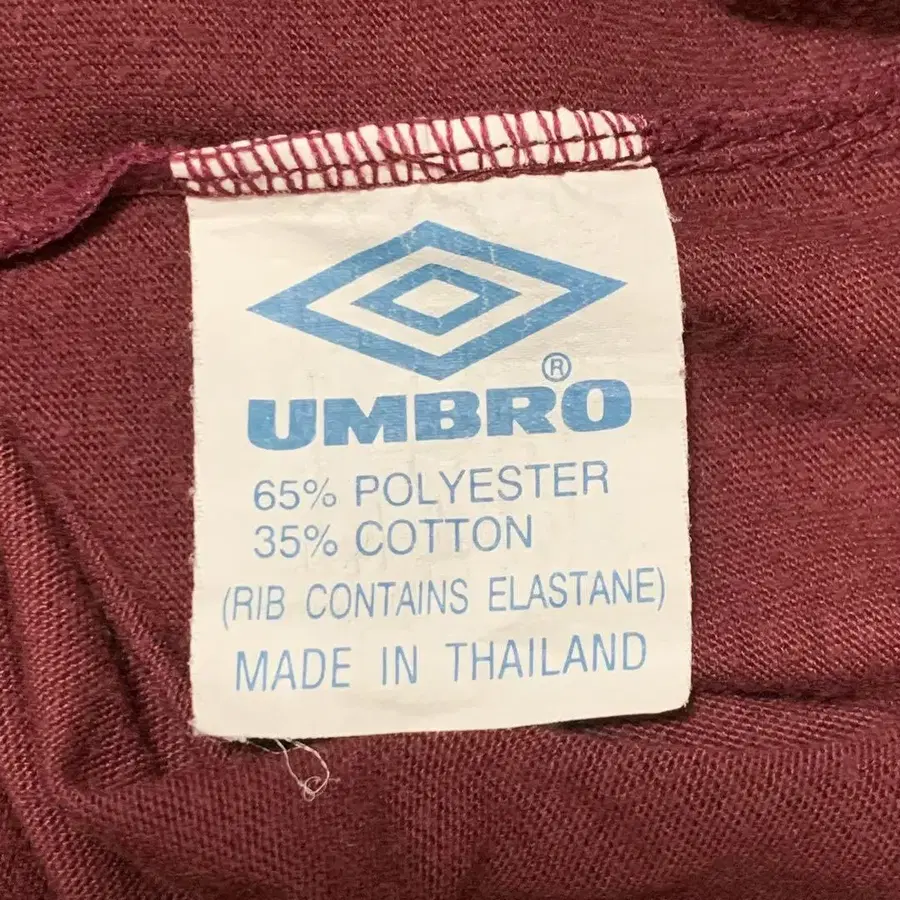 ®
UMBRO
65% POLYESTER
35% COTTON
(RIB CONTAINS ELASTANE)
MADE IN THAILAND